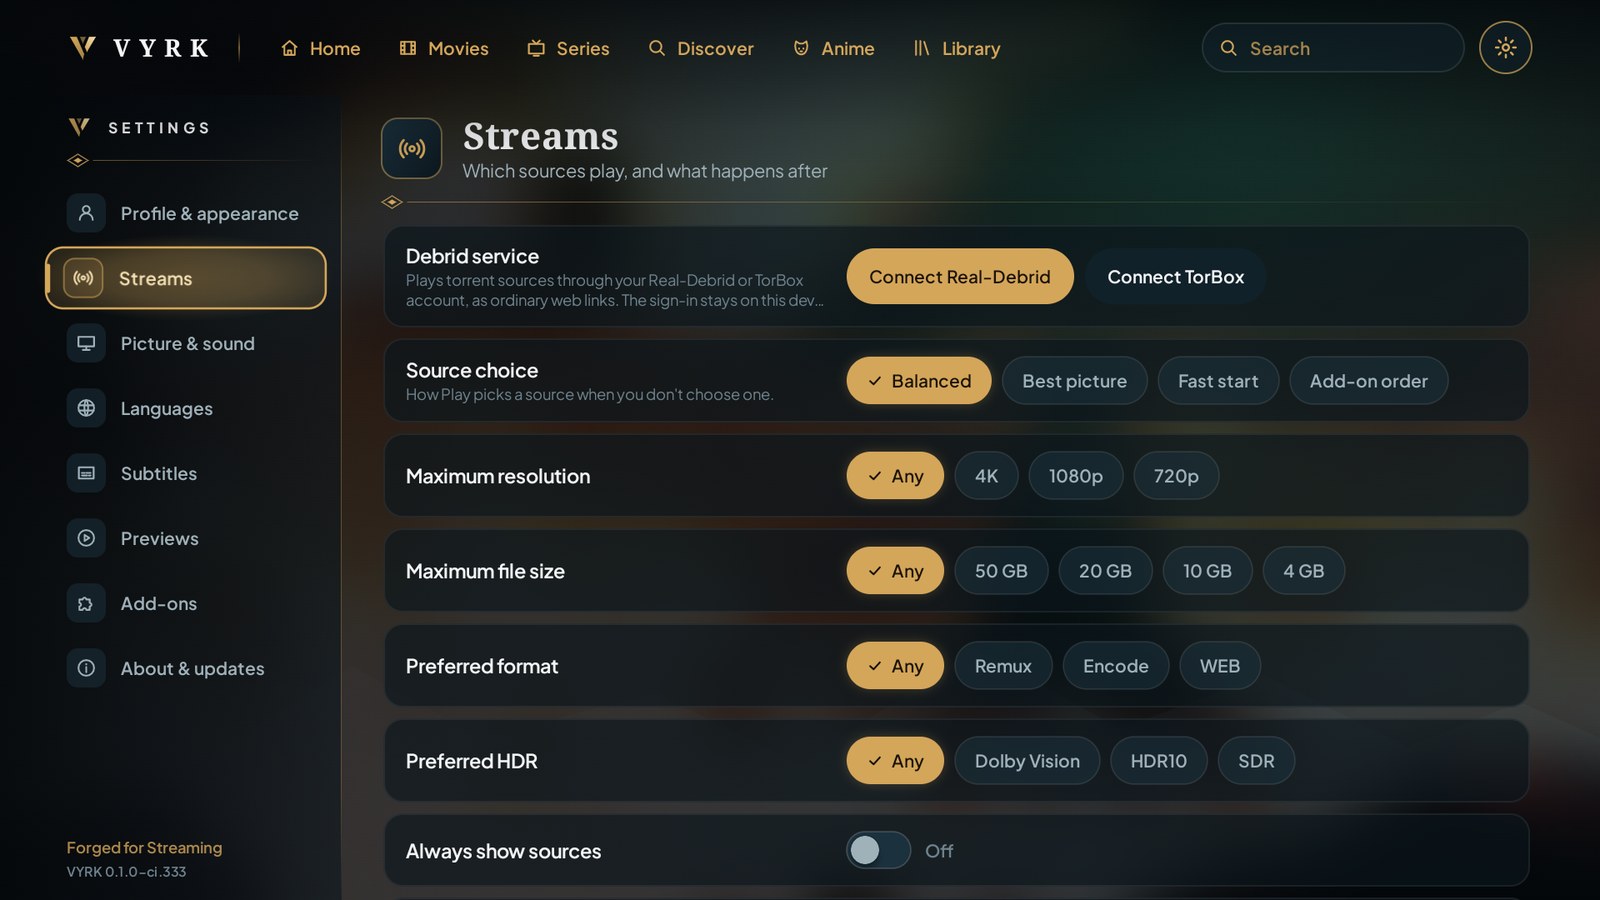 VYRK
Home
Movies
Series
Discover
Anime
Library
Search
SETTINGS
Profile & appearance
Streams
Picture & sound
Languages
Subtitles
Previews
Add-ons
About & updates
Forged for Streaming
VYRK 0.1.0-ci.333
Streams
Which sources play, and what happens after
Debrid service
Plays torrent sources through your Real-Debrid or TorBox
account, as ordinary web links. The sign-in stays on this dev...
Connect Real-Debrid
Connect TorBox
Source choice
How Play picks a source when you don't choose one.
Balanced
Best picture
Fast start
Add-on order
Maximum resolution
Any
4K
1080p
720p
Maximum file size
Any
50 GB
20 GB
10 GB
4 GB
Preferred format
Any
Remux
Encode
WEB
Preferred HDR
Any
Dolby Vision
HDR10
SDR
Always show sources
Off